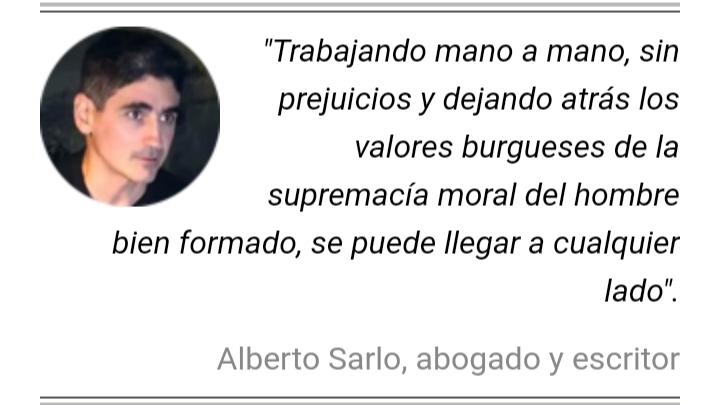 "Trabajando mano a mano, sin
prejuicios y dejando atrás los
valores burgueses de la
supremacía moral del hombre
bien formado, se puede llegar a cualquier
lado".
Alberto Sarlo, abogado y escritor